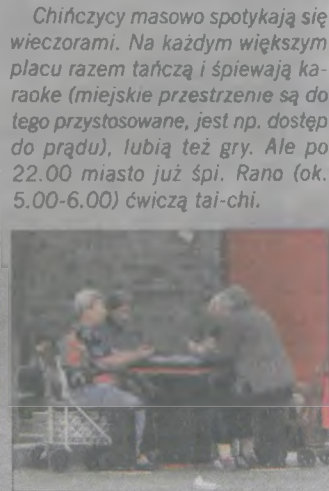 Chińczycy masowo spotykają się
wieczorami. Na każdym większym
placu razem tańczą i śpiewają ka-
raoke (miejskie przestrzenie są do
tego przystosowane, jest np. dostęp
do prądu), lubią też gry. Ale po
22.00 miasto już śpi. Rano (ok.
5.00-6.00) ćwiczą tai-chi.